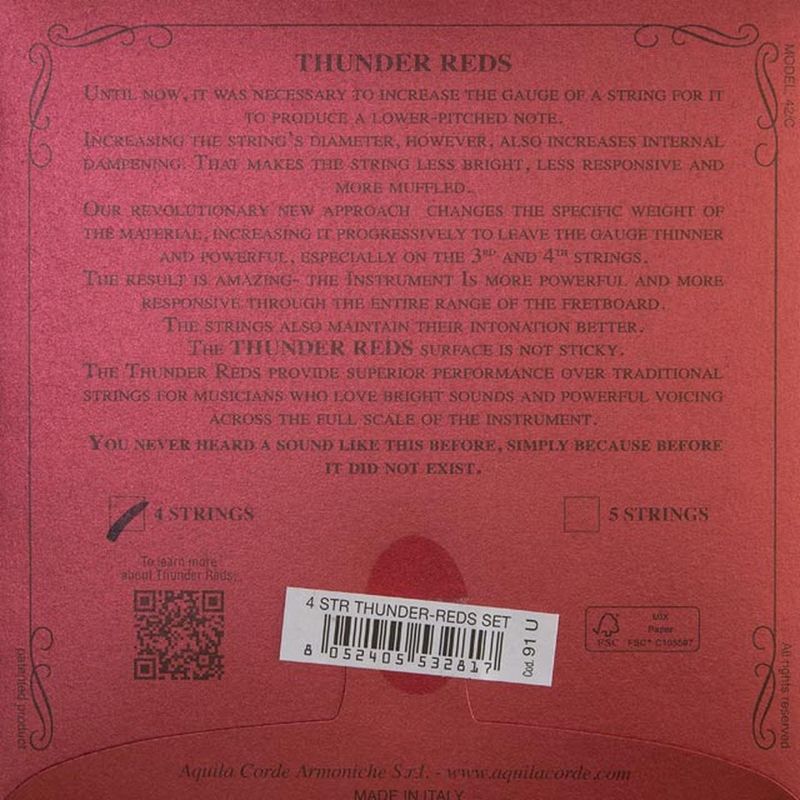 THUNDER REDS
UNTIL NOW, IT WAS NECESSARY TO INCREASE THE GAUGE OF A STRING FOR IT
TO PRODUCE A LOWER-PITCHED NOTE.
INCREASING THE STRING'S DIAMETER, HOWEVER, ALSO INCREASES INTERNAL
DAMPENING. THAT MAKES THE STRING LESS BRIGHT, LESS RESPONSIVE AND
MORE MUFFLED..
OUR REVOLUTIONARY NEW APPROACH CHANGES THE SPECIFIC WEIGHT OF
THE MATERIAL, INCREASING IT PROGRESSIVELY TO LEAVE THE GAUGE THINNER
AND POWERFUL, ESPECIALLY ON THE 3RD AND 4TH STRINGS.
THE RESULT IS AMAZING- THE INSTRUMENT IS MORE POWERFUL AND MORE
RESPONSIVE THROUGH THE ENTIRE RANGE OF THE FRETBOARD.
THE STRINGS ALSO MAINTAIN THEIR INTONATION BETTER.
THE THUNDER REDS SURFACE IS NOT STICKY.
THE THUNDER REDS PROVIDE SUPERIOR PERFORMANCE OVER TRADITIONAL
STRINGS FOR MUSICIANS WHO LOVE BRIGHT SOUNDS AND POWERFUL VOICING
ACROSS THE FULL SCALE OF THE INSTRUMENT.
YOU NEVER HEARD A SOUND LIKE THIS BEFORE, SIMPLY BECAUSE BEFORE
IT DID NOT EXIST.
4 STRINGS
5 STRINGS
To learn more
about Thunder Reds:
4 STR THUNDER-REDS SET
8 052405 532817
Cod. 91 U
FSC
MIX
Paper
FSC® C105597
patented product
All rights reserved
MODEL 42/C
Aquila Corde Armoniche S.r.l. - www.aquilacorde.com
MADE IN ITALY